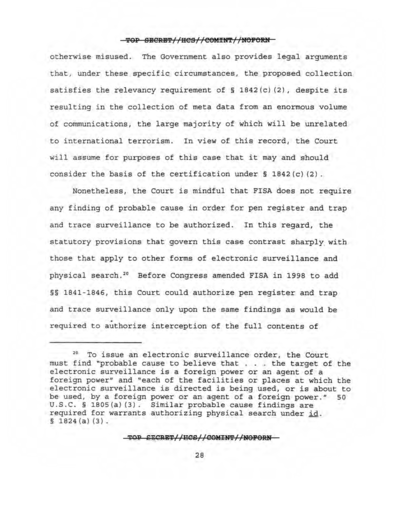 TOP SECRET//HCS//COMINT//NOFORN
otherwise misused. The Government also provides legal arguments
that, under these specific circumstances, the proposed collection
satisfies the relevancy requirement of § 1842(c)(2), despite its
resulting in the collection of meta data from an enormous volume
of communications, the large majority of which will be unrelated
to international terrorism. In view of this record, the Court
will assume for purposes of this case that it may and should
consider the basis of the certification under § 1842(c)(2).
Nonetheless, the Court is mindful that FISA does not require
any finding of probable cause in order for pen register and trap
and trace surveillance to be authorized. In this regard, the
statutory provisions that govern this case contrast sharply with
those that apply to other forms of electronic surveillance and
physical search.20 Before Congress amended FISA in 1998 to add
§§ 1841-1846, this Court could authorize pen register and trap
and trace surveillance only upon the same findings as would be
required to authorize interception of the full contents of
20 To issue an electronic surveillance order, the Court
must find "probable cause to believe that . . . the target of the
electronic surveillance is a foreign power or an agent of a
foreign power" and "each of the facilities or places at which the
electronic surveillance is directed is being used, or is about to
be used, by a foreign power or an agent of a foreign power." 50
U.S.C. § 1805(a)(3). Similar probable cause findings are
required for warrants authorizing physical search under id.
§ 1824(a)(3).
TOP SECRET//HCS//COMINT//NOFORN
28